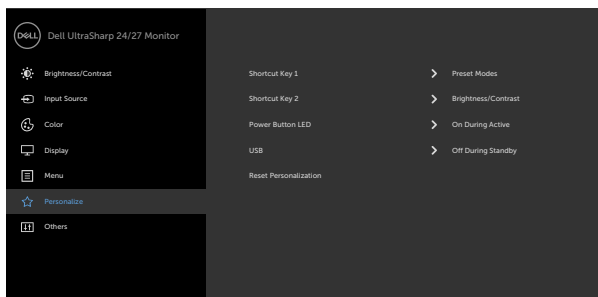 DELL Dell UltraSharp 24/27 Monitor
Brightness/Contrast Shortcut Key 1 Preset Modes
Input Source Shortcut Key 2 Brightness/Contrast
Color Power Button LED On During Active
Display USB Off During Standby
Menu Reset Personalization
Personalize
Others